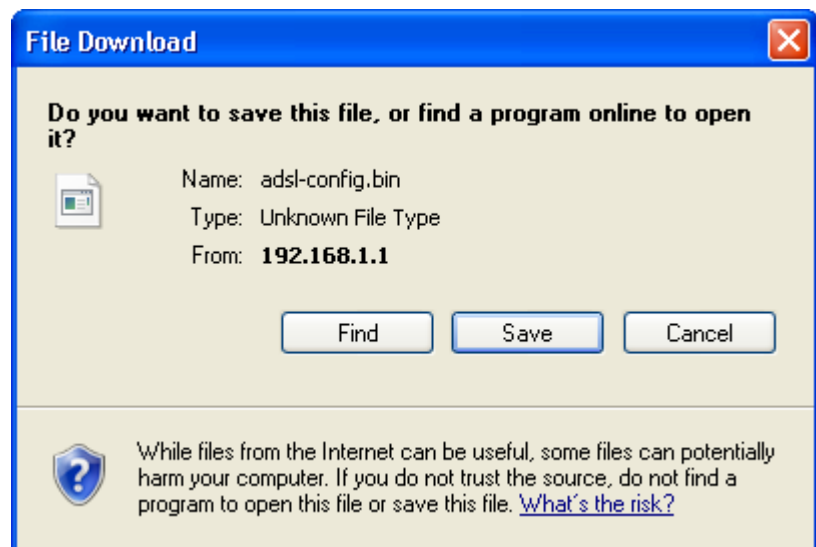 File Download
Do you want to save this file, or find a program online to open
it?
Name: adsl-config.bin
Type: Unknown File Type
From: 192.168.1.1
Find Save Cancel
While files from the Internet can be useful, some files can potentially
harm your computer. If you do not trust the source, do not find a
program to open this file or save this file. What's the risk?